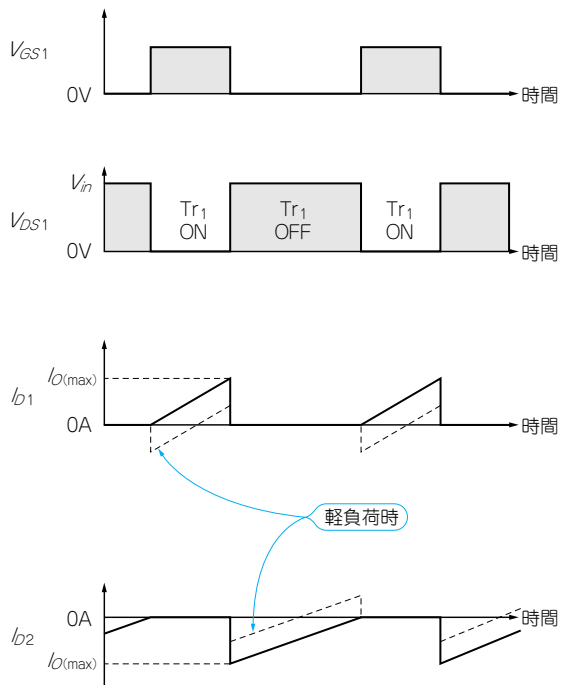 VGS1
0V
時間
Vin
VDS1
Tr1
ON
Tr1
OFF
Tr1
ON
0V
時間
IO(max)
ID1
0A
時間
軽負荷時
0A
時間
ID2
IO(max)